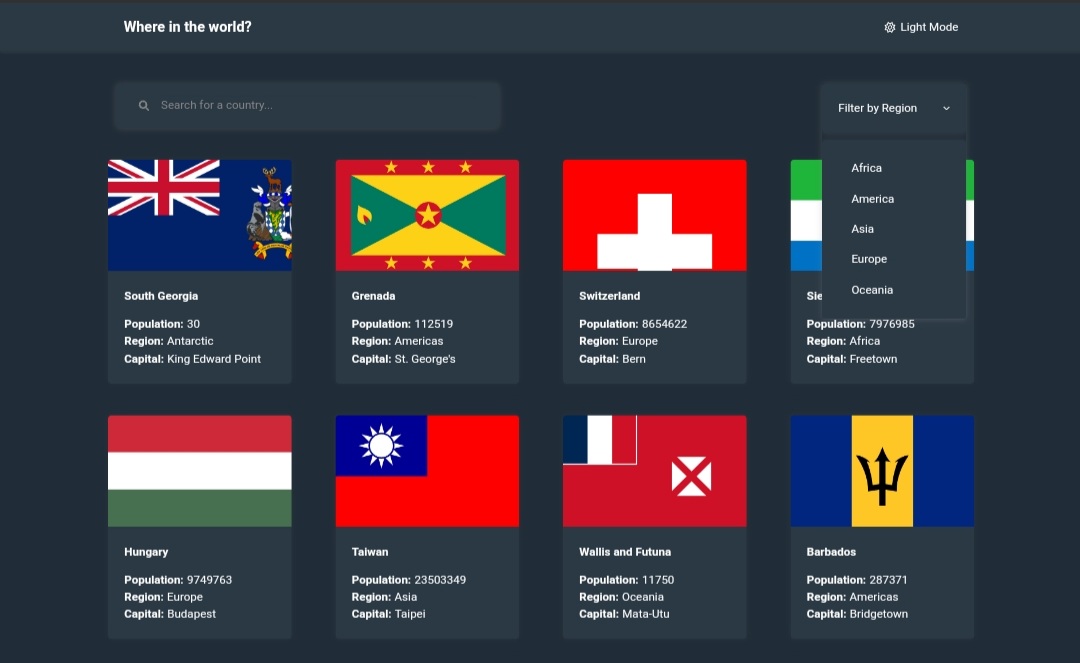 Where in the world?
Light Mode
Search for a country...
Filter by Region
Africa
America
Asia
Europe
Oceania
South Georgia
Population: 30
Region: Antarctic
Capital: King Edward Point
Grenada
Population: 112519
Region: Americas
Capital: St. George's
Switzerland
Population: 8654622
Region: Europe
Capital: Bern
Sie
Population: 7976985
Region: Africa
Capital: Freetown
Hungary
Population: 9749763
Region: Europe
Capital: Budapest
Taiwan
Population: 23503349
Region: Asia
Capital: Taipei
Wallis and Futuna
Population: 11750
Region: Oceania
Capital: Mata-Utu
Barbados
Population: 287371
Region: Americas
Capital: Bridgetown